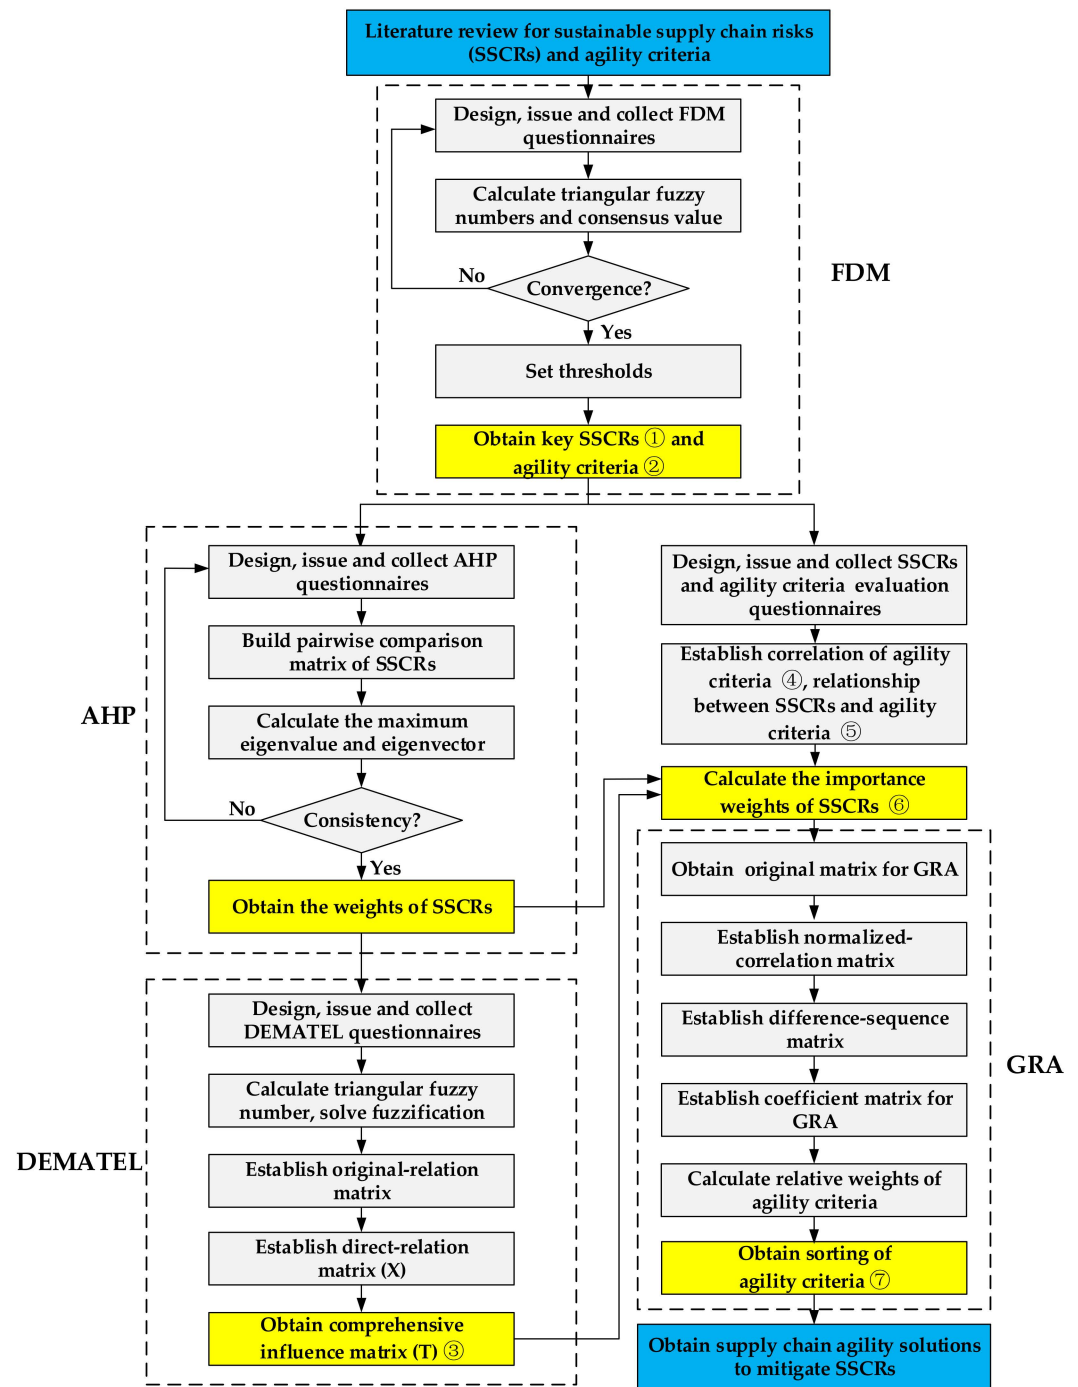 Literature review for sustainable supply chain risks
(SSCRs) and agility criteria
Design, issue and collect FDM
questionnaires
Calculate triangular fuzzy
numbers and consensus value
No
Convergence?
FDM
Yes
Set thresholds
Obtain key SSCRs ① and
agility criteria ②
Design, issue and collect AHP
questionnaires
Build pairwise comparison
matrix of SSCRs
AHP
Calculate the maximum
eigenvalue and eigenvector
No
Consistency?
Yes
Obtain the weights of SSCRs
Design, issue and collect
DEMATEL questionnaires
Calculate triangular fuzzy
number, solve fuzzification
DEMATEL
Establish original-relation
matrix
Establish direct-relation
matrix (X)
Obtain comprehensive
influence matrix (T) ③
Design, issue and collect SSCRs
and agility criteria evaluation
questionnaires
Establish correlation of agility
criteria ④, relationship
between SSCRs and agility
criteria ⑤
Calculate the importance
weights of SSCRs ⑥
Obtain original matrix for GRA
Establish normalized-
correlation matrix
Establish difference-sequence
matrix
GRA
Establish coefficient matrix for
GRA
Calculate relative weights of
agility criteria
Obtain sorting of
agility criteria ⑦
Obtain supply chain agility solutions
to mitigate SSCRs